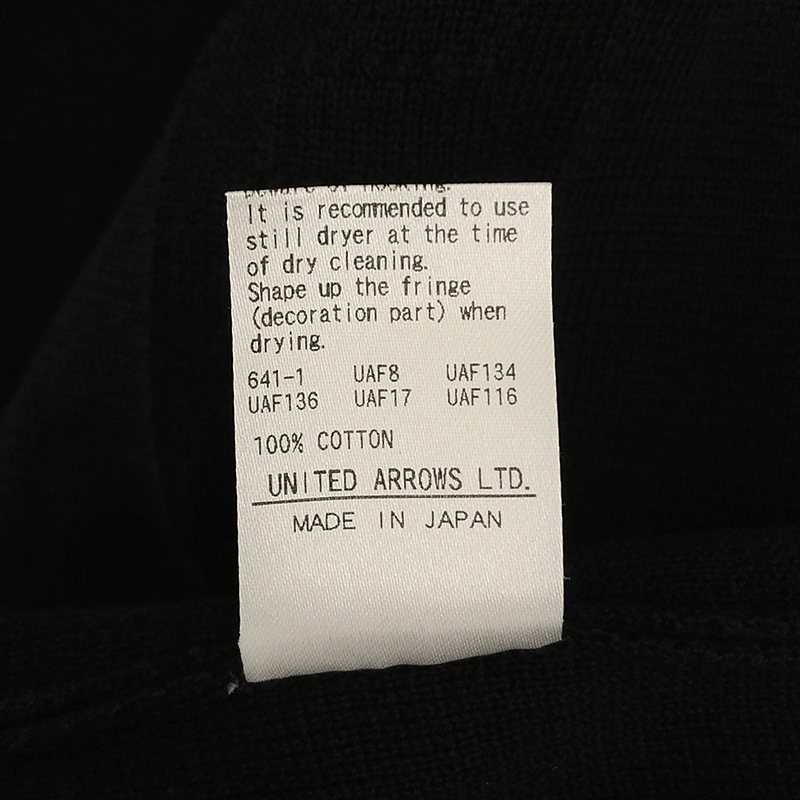 It is recommended to use
still dryer at the time
of dry cleaning.
Shape up the fringe
(decoration part) when
drying.
641-1 UAF8 UAF134
UAF136 UAF17 UAF116
100% COTTON
UNITED ARROWS LTD.
MADE IN JAPAN